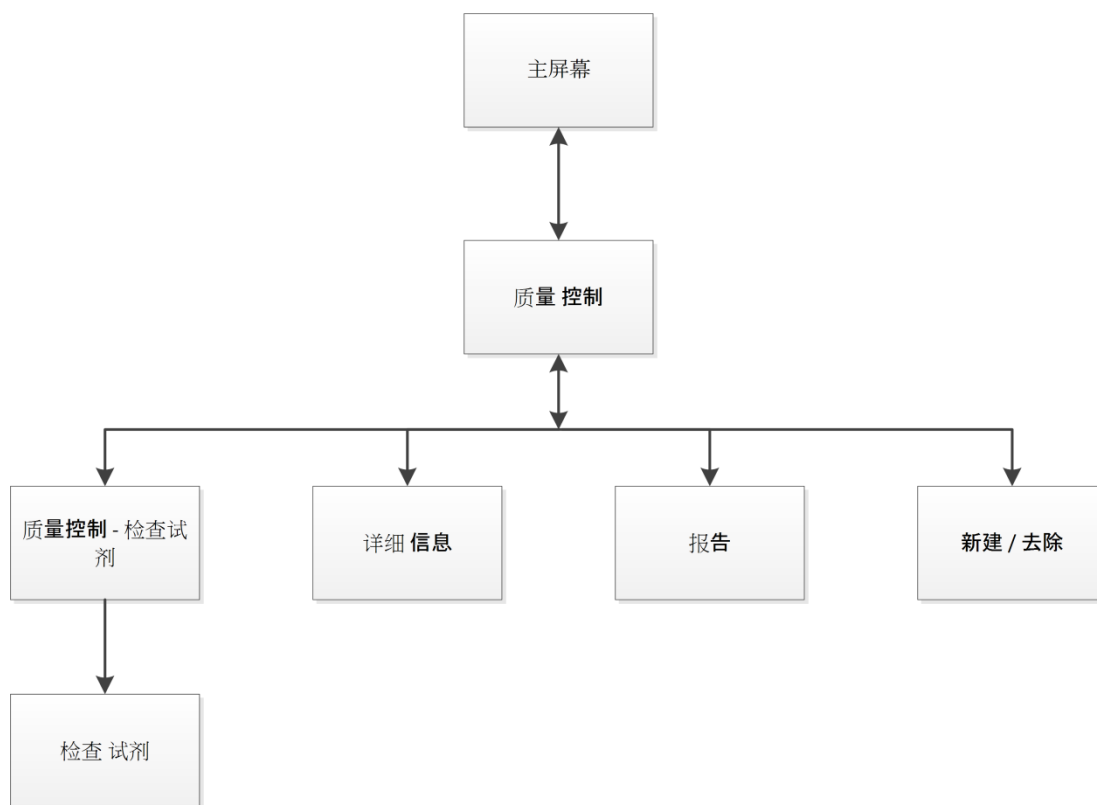 主屏幕
质量 控制
质量控制 - 检查试
剂
详细 信息
报告
新建 / 去除
检查 试剂